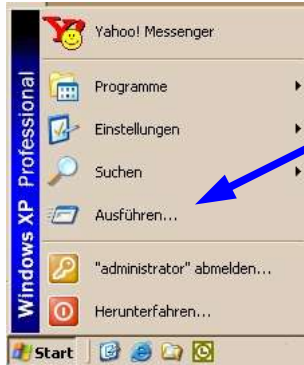 Yahoo! Messenger
Programme
Einstellungen
Suchen
Ausführen...
"administrator" abmelden...
Herunterfahren...
Windows XP Professional
Start